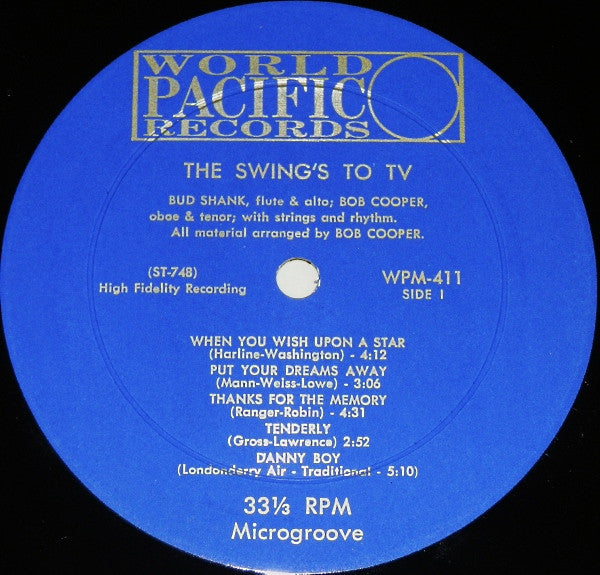 WORLD
PACIFIC
RECORDS
THE SWING'S TO TV
BUD SHANK, flute & alto; BOB COOPER,
oboe & tenor; with strings and rhythm.
All material arranged by BOB COOPER.
(ST-748)
High Fidelity Recording
WPM-411
SIDE 1
WHEN YOU WISH UPON A STAR
(Harline-Washington) - 4:12
PUT YOUR DREAMS AWAY
(Mann-Weiss-Lowe) - 3:06
THANKS FOR THE MEMORY
(Ranger-Robin) - 4:31
TENDERLY
(Gross-Lawrence) 2:52
DANNY BOY
(Londonderry Air - Traditional - 5:10)
33⅓ RPM
Microgroove